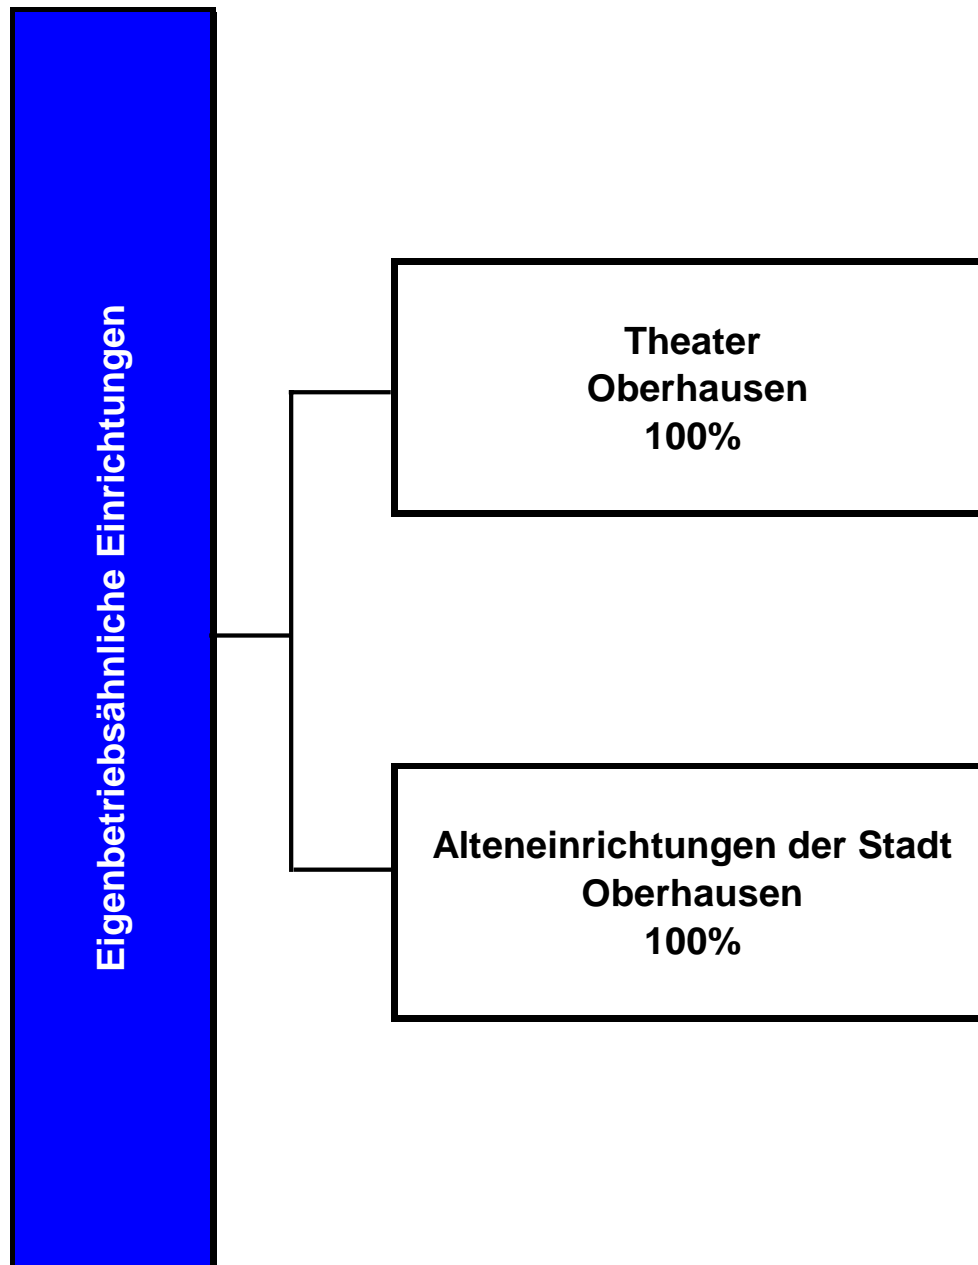 Eigenbetriebsähnliche Einrichtungen
Theater
Oberhausen
100%
Alteneinrichtungen der Stadt
Oberhausen
100%